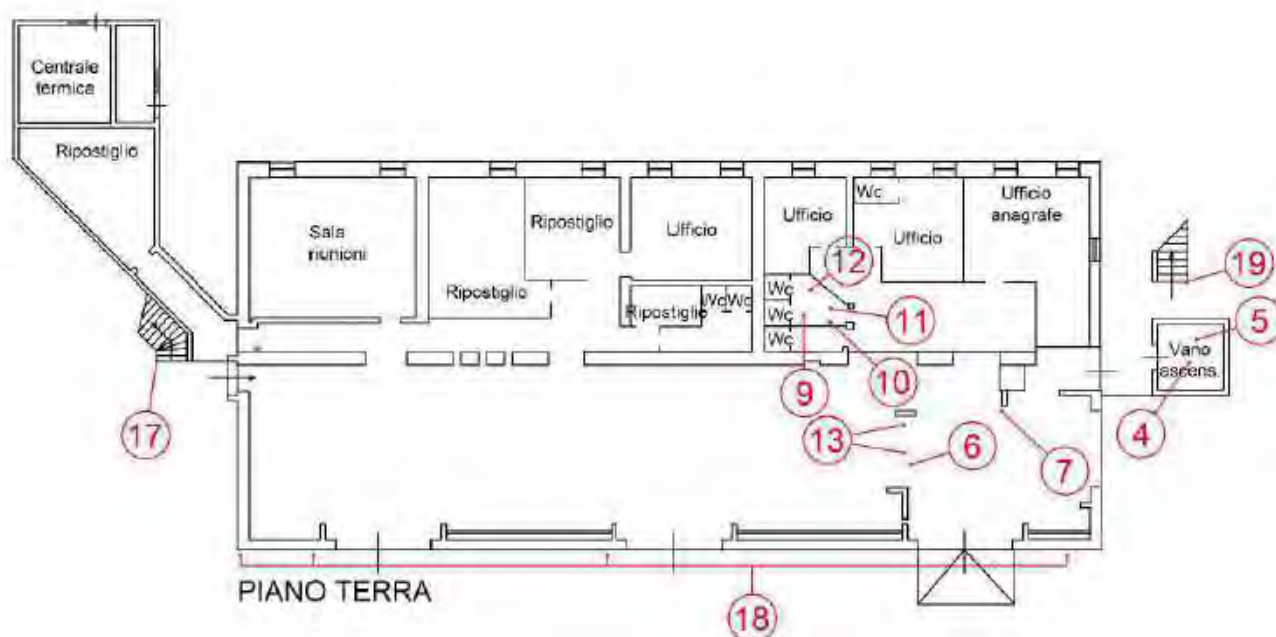 Centrale
termica
Ripostiglio
Sala
riunioni
Ripostiglio
Ripostiglio
Ufficio
Ripostiglio
Wc
Wc
Ufficio
Wc
Wc
Wc
Wc
Ufficio
Ufficio
anagrafe
12
11
9
10
19
5
Vano
ascens.
4
13
6
7
17
18
PIANO TERRA